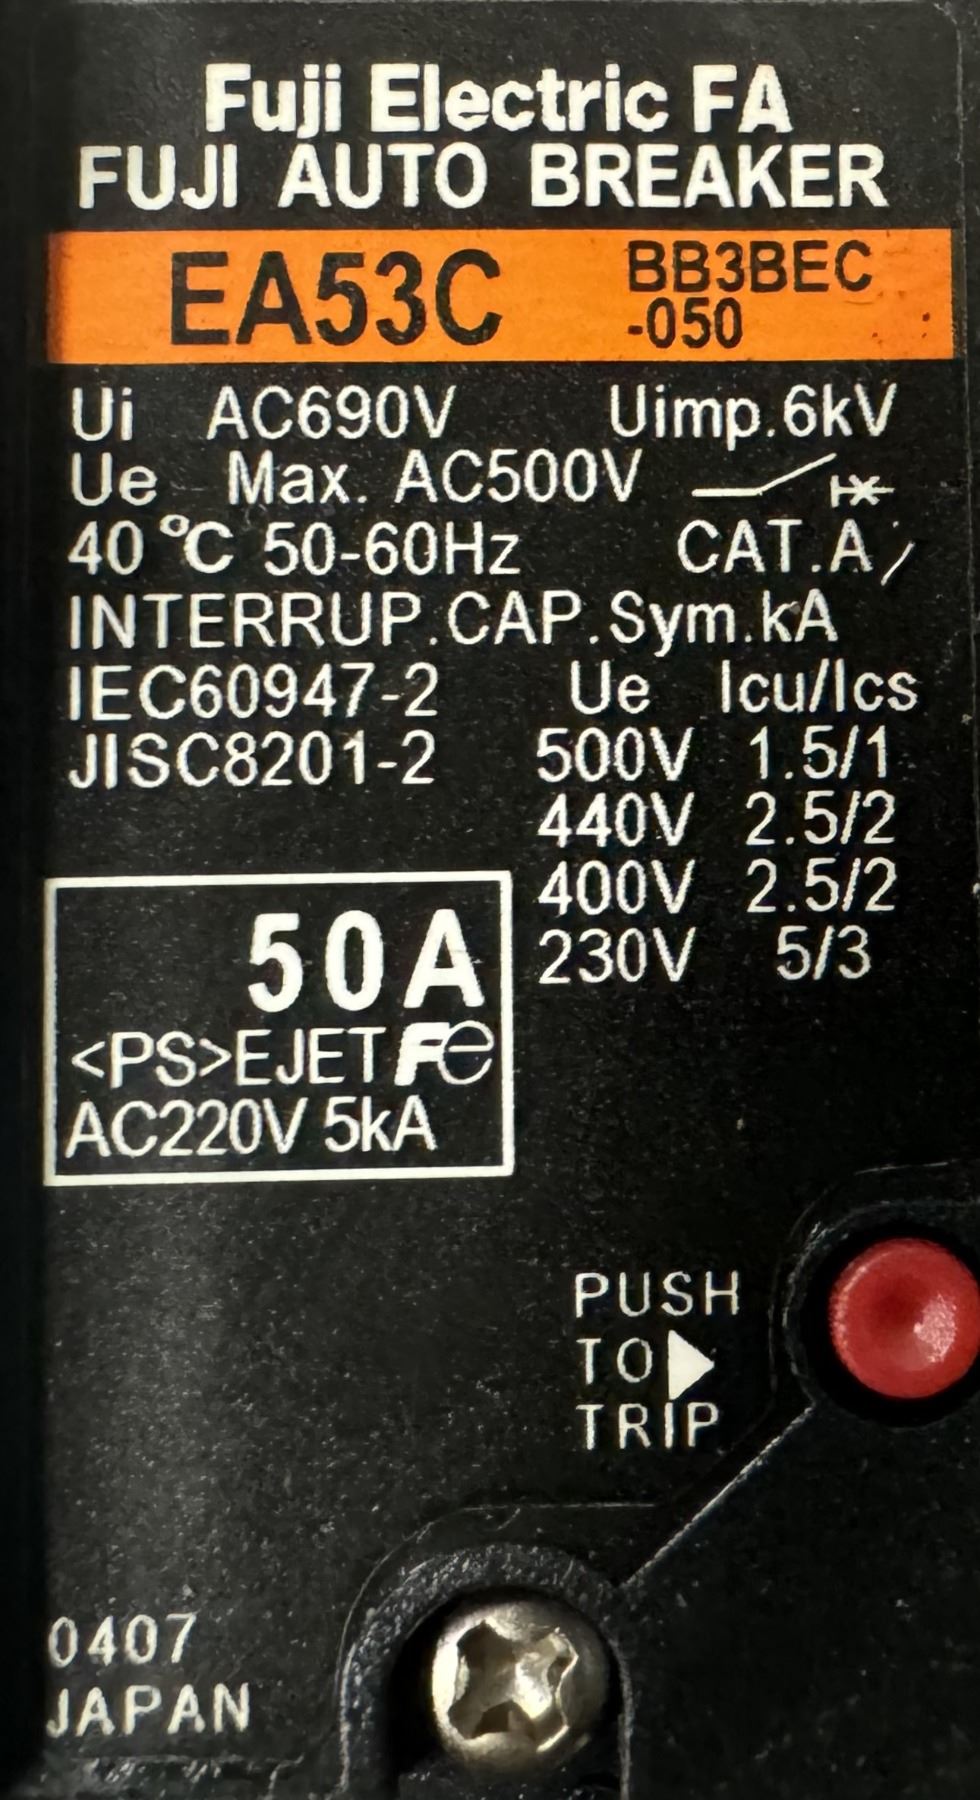 Fuji Electric FA
FUJI AUTO BREAKER
EA53C
BB3BEC
-050
Ui AC690V Uimp.6kV
Ue Max. AC500V
40°C 50-60Hz CAT.A
INTERRUP.CAP.Sym.kA
IEC60947-2 Ue Icu/Ics
JISC8201-2 500V 1.5/1
440V 2.5/2
400V 2.5/2
230V 5/3
50A
<PS>EJET Fe
AC220V 5kA
PUSH
TO
TRIP
0407
JAPAN